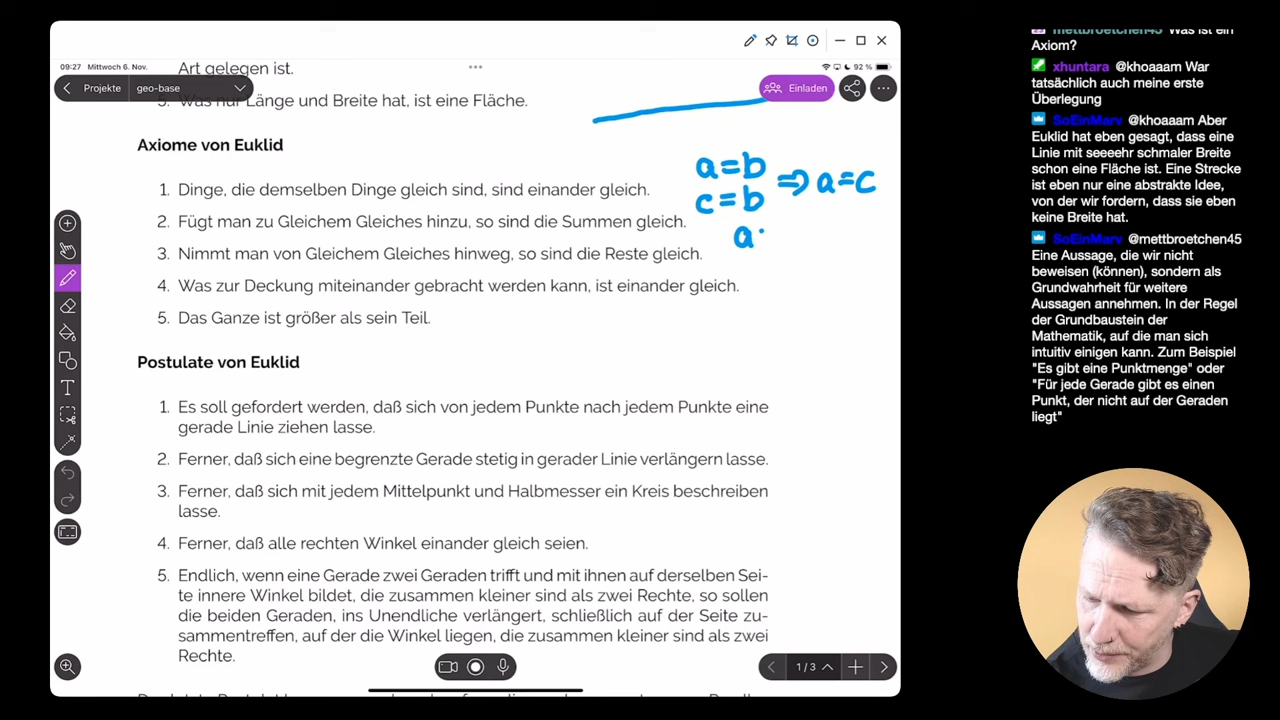 09:27 Mittwoch 6. Nov.
92 %
Art gelegen ist.
Projekte
geo-base
Einladen
5. Was nur Länge und Breite hat, ist eine Fläche.
Axiome von Euklid
1. Dinge, die demselben Dinge gleich sind, sind einander gleich.
2. Fügt man zu Gleichem Gleiches hinzu, so sind die Summen gleich.
3. Nimmt man von Gleichem Gleiches hinweg, so sind die Reste gleich.
4. Was zur Deckung miteinander gebracht werden kann, ist einander gleich.
5. Das Ganze ist größer als sein Teil.
a=b
c=b
⇒ a=c
a
Postulate von Euklid
1. Es soll gefordert werden, daß sich von jedem Punkte nach jedem Punkte eine
gerade Linie ziehen lasse.
2. Ferner, daß sich eine begrenzte Gerade stetig in gerader Linie verlängern lasse.
3. Ferner, daß sich mit jedem Mittelpunkt und Halbmesser ein Kreis beschreiben
lasse.
4. Ferner, daß alle rechten Winkel einander gleich seien.
5. Endlich, wenn eine Gerade zwei Geraden trifft und mit ihnen auf derselben Sei-
te innere Winkel bildet, die zusammen kleiner sind als zwei Rechte, so sollen
die beiden Geraden, ins Unendliche verlängert, schließlich auf der Seite zu-
sammentreffen, auf der die Winkel liegen, die zusammen kleiner sind als zwei
Rechte.
1/3
mettbroetchen45 Was ist ein
Axiom?
xhuntara @khoaaam War
tatsächlich auch meine erste
Überlegung
SoEinMarv @khoaaam Aber
Euklid hat eben gesagt, dass eine
Linie mit seeeehr schmaler Breite
schon eine Fläche ist. Eine Strecke
ist eben nur eine abstrakte Idee,
von der wir fordern, dass sie eben
keine Breite hat.
SoEinMarv @mettbroetchen45
Eine Aussage, die wir nicht
beweisen (können), sondern als
Grundwahrheit für weitere
Aussagen annehmen. In der Regel
der Grundbaustein der
Mathematik, auf die man sich
intuitiv einigen kann. Zum Beispiel
"Es gibt eine Punktmenge" oder
"Für jede Gerade gibt es einen
Punkt, der nicht auf der Geraden
liegt"